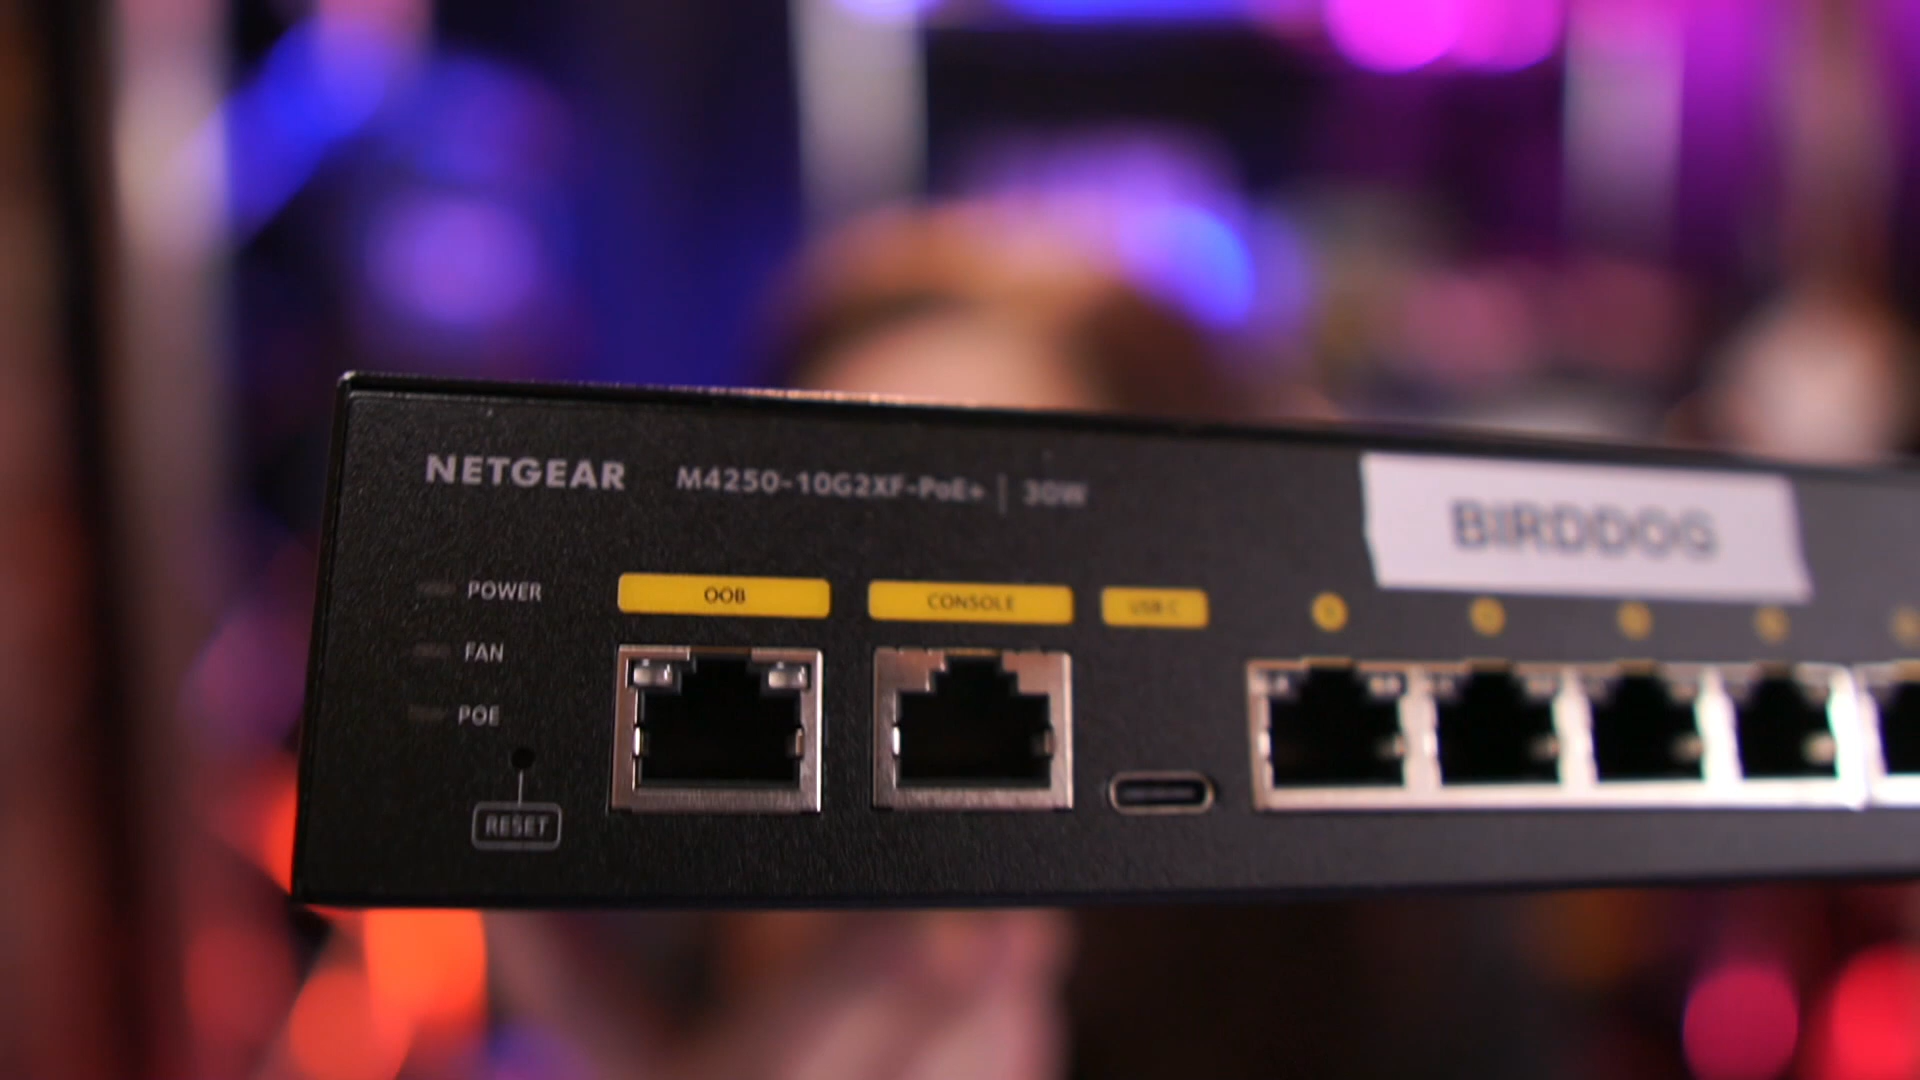 NETGEAR M4250-10G2XF-PoE+ | 30W
BIRDDOG
POWER
FAN
POE
RESET
OOB
CONSOLE
USB-C